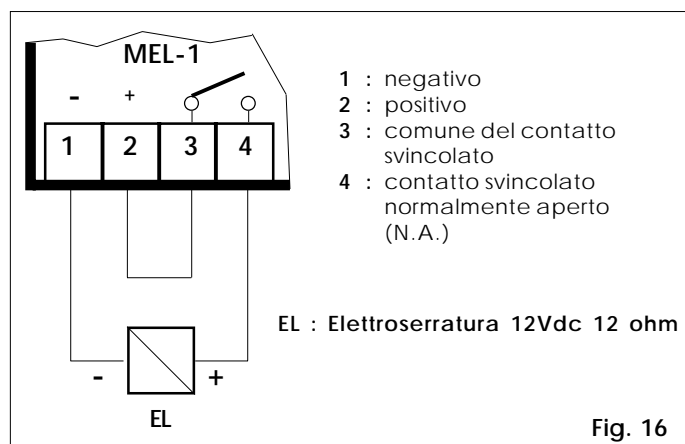 MEL-1
- +
1 2 3 4
- +
EL
1 : negativo
2 : positivo
3 : comune del contatto
svincolato
4 : contatto svincolato
normalmente aperto
(N.A.)
EL : Elettroserratura 12Vdc 12 ohm
Fig. 16